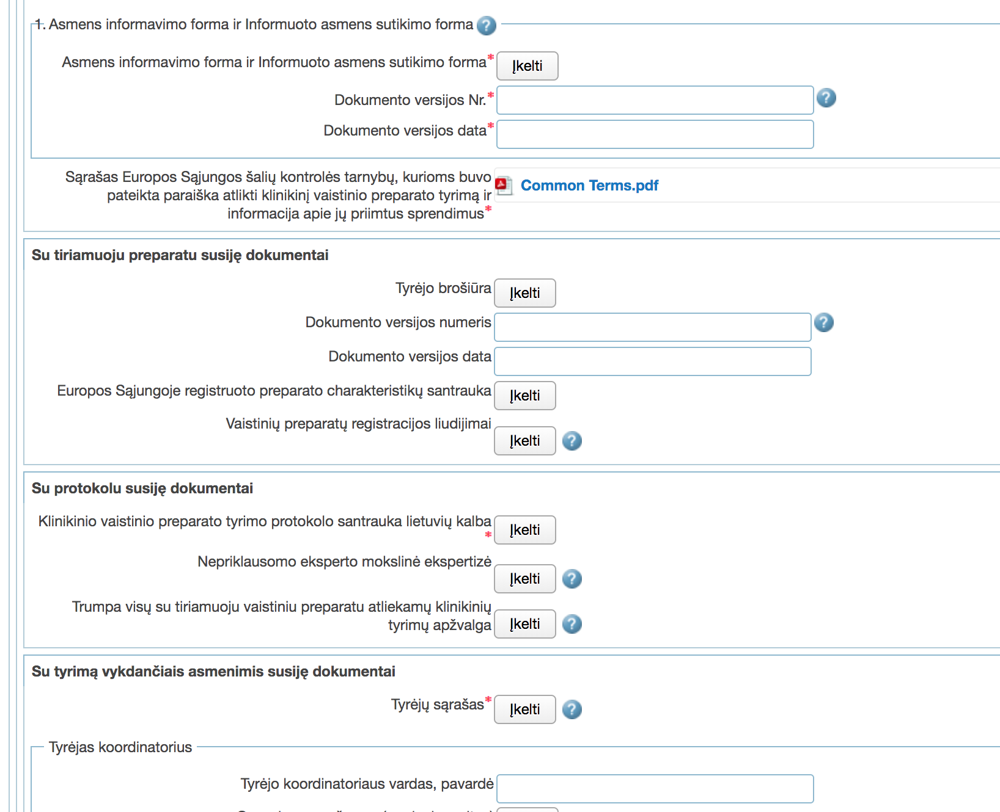 1. Asmens informavimo forma ir Informuoto asmens sutikimo forma ?
Asmens informavimo forma ir Informuoto asmens sutikimo forma* Įkelti
Dokumento versijos Nr.* ?
Dokumento versijos data*
Sąrašas Europos Sąjungos šalių kontrolės tarnybų, kurioms buvo
pateikta paraiška atlikti klinikinį vaistinio preparato tyrimą ir
informacija apie jų priimtus sprendimus*
Common Terms.pdf
Su tiriamuoju preparatu susiję dokumentai
Tyrėjo brošiūra Įkelti
Dokumento versijos numeris ?
Dokumento versijos data
Europos Sąjungoje registruoto preparato charakteristikų santrauka Įkelti
Vaistinių preparatų registracijos liudijimai Įkelti ?
Su protokolu susiję dokumentai
Klinikinio vaistinio preparato tyrimo protokolo santrauka lietuvių kalba
* Įkelti
Nepriklausomo eksperto mokslinė ekspertizė Įkelti ?
Trumpa visų su tiriamuoju vaistiniu preparatu atliekamų klinikinių
tyrimų apžvalga Įkelti ?
Su tyrimą vykdančiais asmenimis susiję dokumentai
Tyrėjų sąrašas* Įkelti ?
Tyrėjas koordinatorius
Tyrėjo koordinatoriaus vardas, pavardė